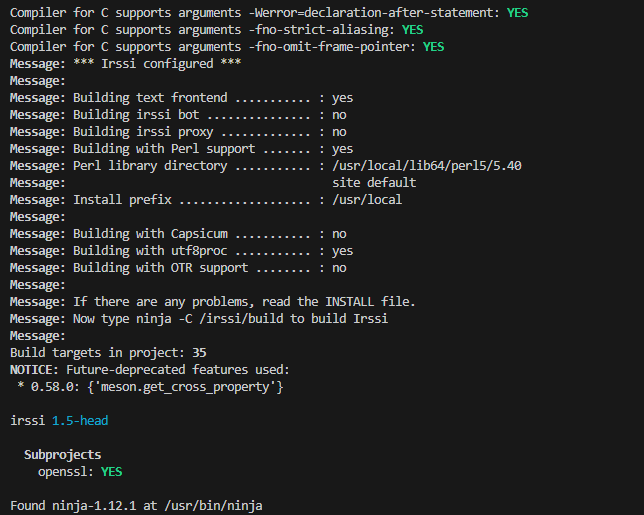 Compiler for C supports arguments -Werror=declaration-after-statement: YES
Compiler for C supports arguments -fno-strict-aliasing: YES
Compiler for C supports arguments -fno-omit-frame-pointer: YES
Message: *** Irssi configured ***
Message:
Message: Building text frontend ........... : yes
Message: Building irssi bot ............... : no
Message: Building irssi proxy ............. : no
Message: Building with Perl support ....... : yes
Message: Perl library directory ........... : /usr/local/lib64/perl5/5.40
Message:                                      site default
Message: Install prefix ................... : /usr/local
Message:
Message: Building with Capsicum ........... : no
Message: Building with utf8proc ........... : yes
Message: Building with OTR support ........ : no
Message:
Message: If there are any problems, read the INSTALL file.
Message: Now type ninja -C /irssi/build to build Irssi
Message:
Build targets in project: 35
NOTICE: Future-deprecated features used:
 * 0.58.0: {'meson.get_cross_property'}

irssi 1.5-head

  Subprojects
    openssl: YES

Found ninja-1.12.1 at /usr/bin/ninja